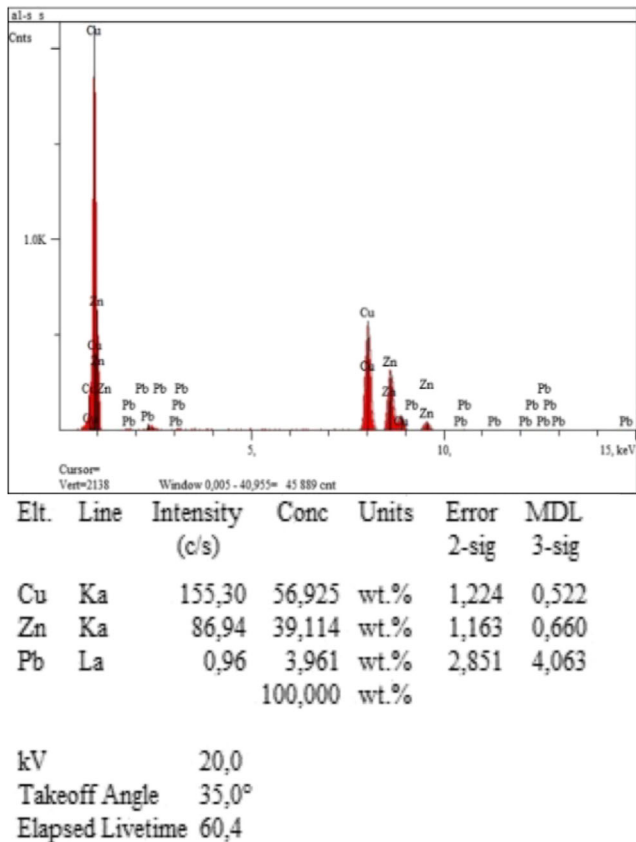 a1-s s
Cnts
Cu
1.0K
Zn
Cu
Zn
Cu Zn
Cu
Pb Pb Pb
Pb Pb
Pb Pb Pb
Cu
Cu
Zn
Zn
Cu
Pb
Zn
Zn
Pb
Pb
Pb
Pb
Pb Pb
Pb Pb Pb
Pb
5, 10, 15, keV
Cursor=
Vert=2138 Window 0,005 - 40,955= 45 889 cnt
Elt. Line Intensity Conc Units Error MDL
(c/s) 2-sig 3-sig
Cu Ka 155,30 56,925 wt.% 1,224 0,522
Zn Ka 86,94 39,114 wt.% 1,163 0,660
Pb La 0,96 3,961 wt.% 2,851 4,063
100,000 wt.%
kV 20,0
Takeoff Angle 35,0°
Elapsed Livetime 60,4